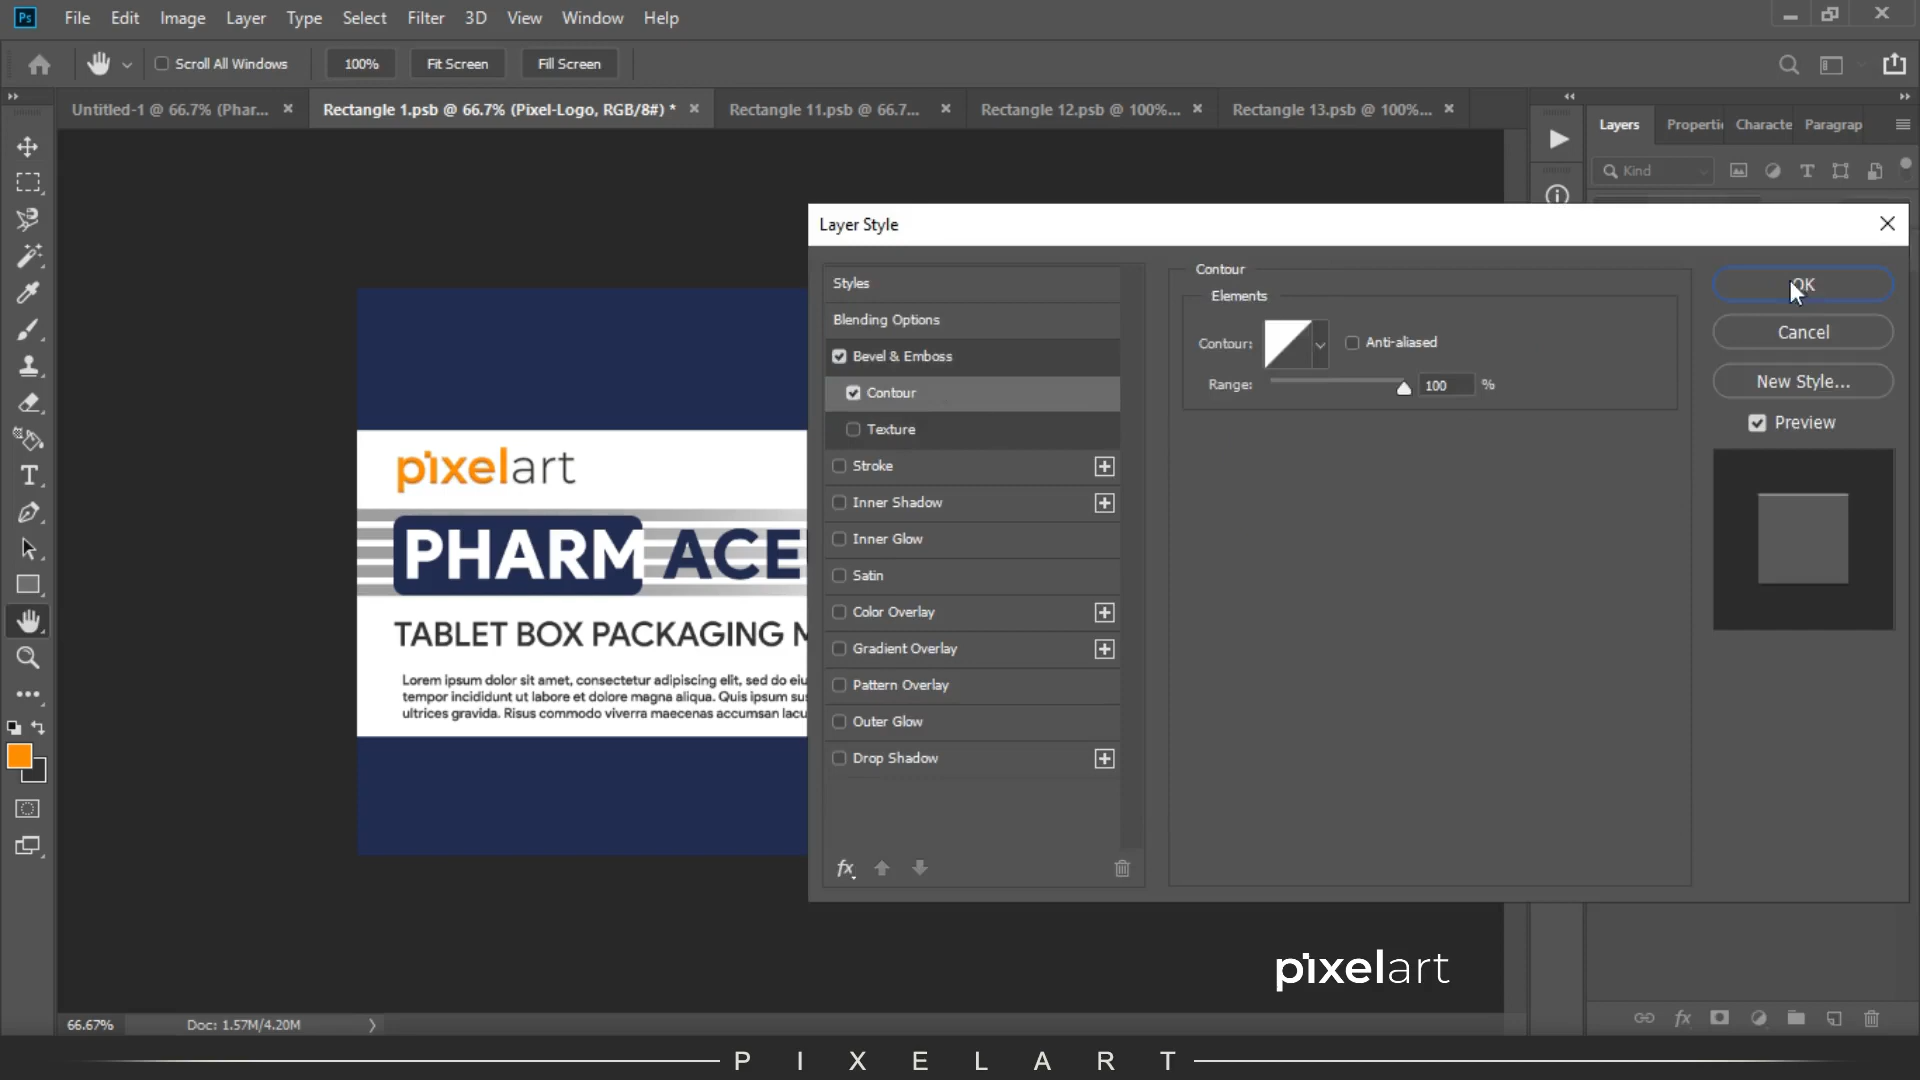 Ps File Edit Image Layer Type Select Filter 3D View Window Help
Scroll All Windows 100% Fit Screen Fill Screen
Untitled-1 @ 66.7% (Phar... Rectangle 1.psb @ 66.7% (Pixel-Logo, RGB/8#) * Rectangle 11.psb @ 66.7... Rectangle 12.psb @ 100%... Rectangle 13.psb @ 100%...
Layers Properti Characte Paragrap
Kind
Layer Style
Styles
Blending Options
Bevel & Emboss
Contour
Texture
Stroke
Inner Shadow
Inner Glow
Satin
Color Overlay
Gradient Overlay
Pattern Overlay
Outer Glow
Drop Shadow
fx
Contour
Elements
Contour: Anti-aliased
Range: 100 %
OK
Cancel
New Style...
Preview
pixelart
PHARM ACE
TABLET BOX PACKAGING
Lorem ipsum dolor sit amet, consectetur adipiscing elit, sed do eiu
tempor incididunt ut labore et dolore magna aliqua. Quis ipsum sus
ultrices gravida. Risus commodo viverra maecenas accumsan lacu
pixelart
66.67% Doc: 1.57M/4.20M
fx
PIXELART